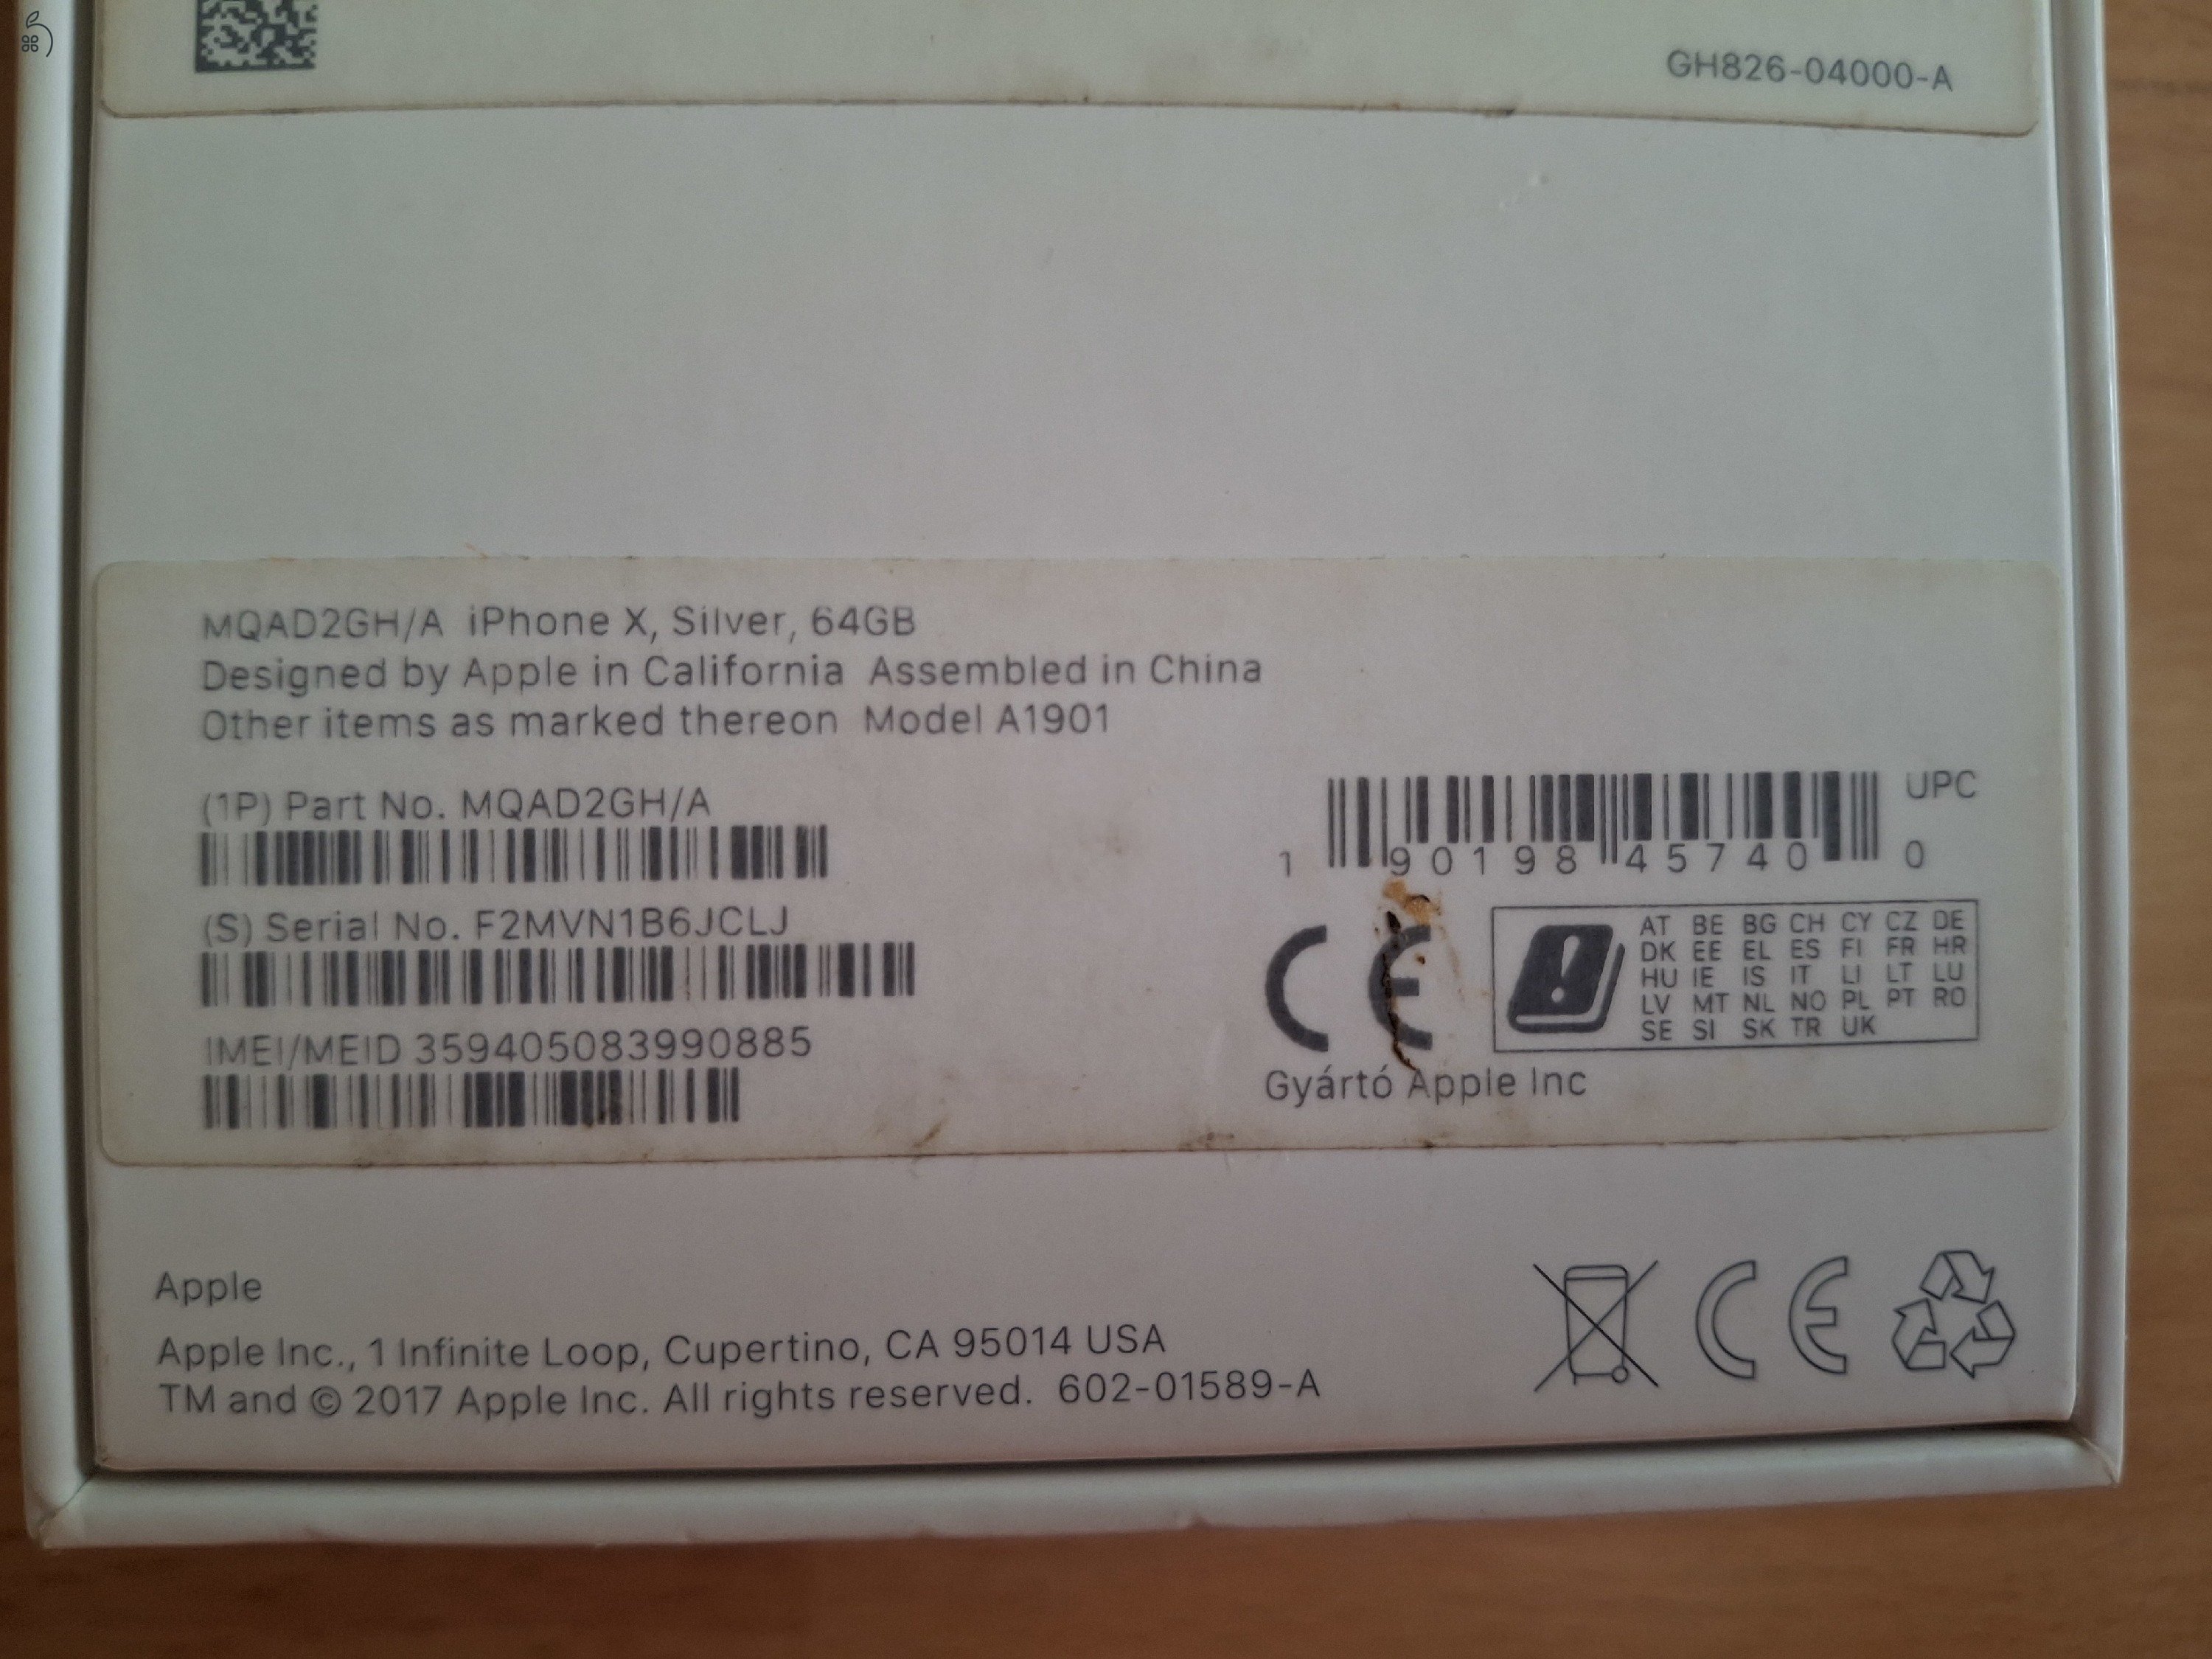 GH826-04000-A
MQAD2GH/A iPhone X, Silver, 64GB
Designed by Apple in California Assembled in China
Other items as marked thereon Model A1901
(1P) Part No. MQAD2GH/A
(S) Serial No. F2MVN1B6JCLJ
IMEI/MEID 359405083990885
UPC
1 90198 45740 0
CE
AT BE BG CH CY CZ DE
DK EE EL ES FI FR HR
HU IE IS IT LI LT LU
LV MT NL NO PL PT RO
SE SI SK TR UK
Gyártó Apple Inc
Apple
Apple Inc., 1 Infinite Loop, Cupertino, CA 95014 USA
TM and © 2017 Apple Inc. All rights reserved. 602-01589-A
CE